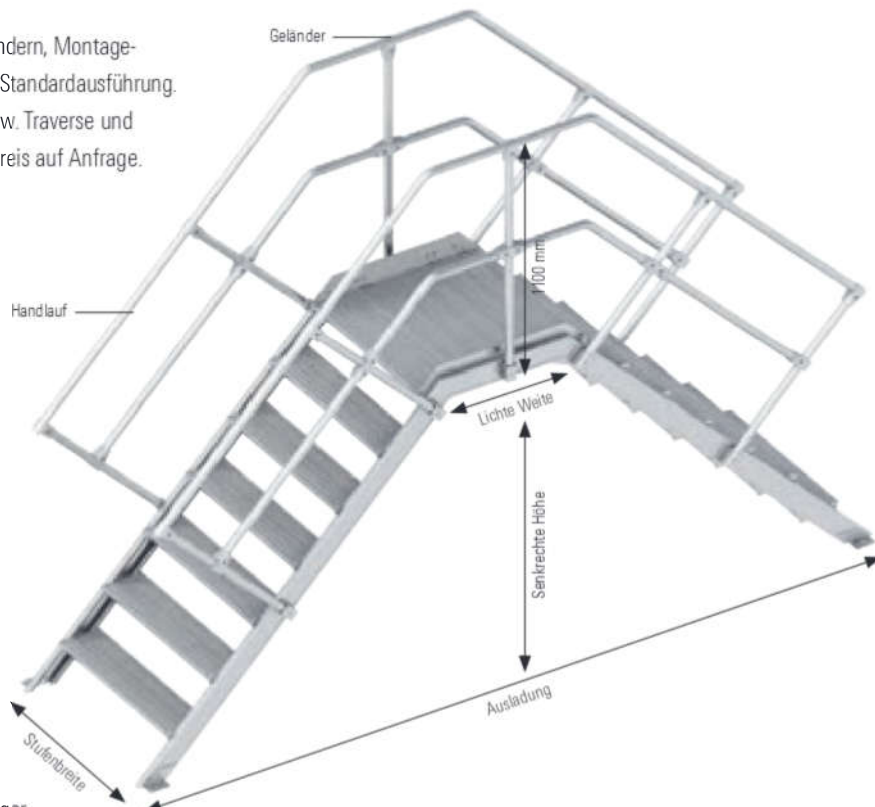 ndern, Montage-
Standardausführung.
w. Traverse und
reis auf Anfrage.
Geländer
Handlauf
1100 mm
Lichte Weite
Senkrechte Höhe
Ausladung
Stufenbreite